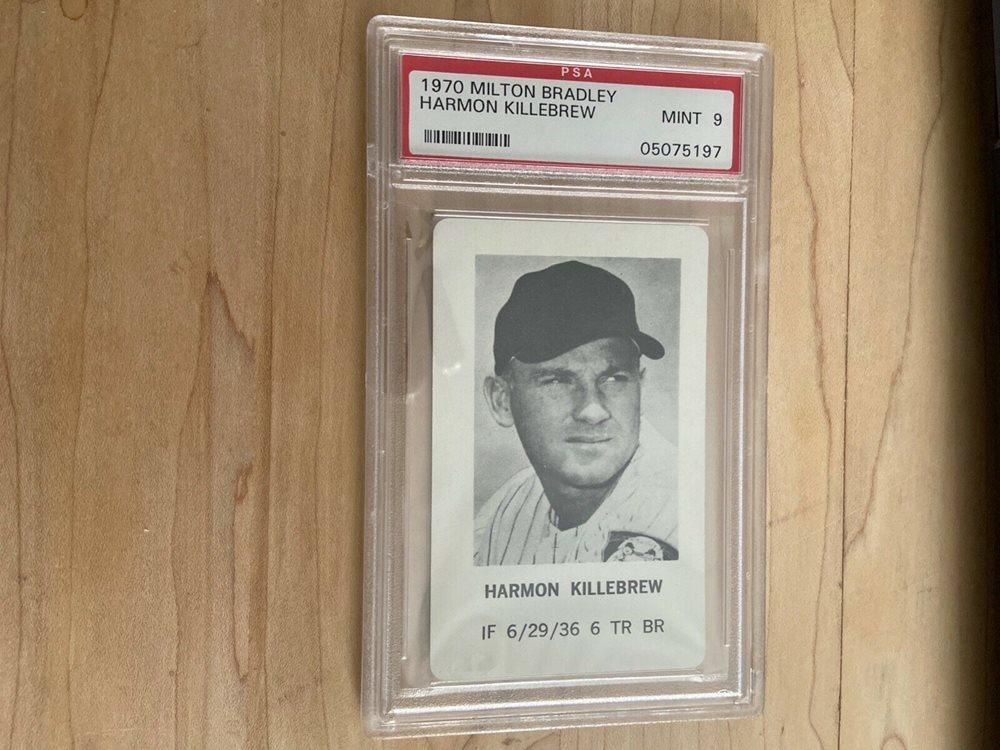 PSA
1970 MILTON BRADLEY
HARMON KILLEBREW
MINT 9
05075197
HARMON KILLEBREW
IF 6/29/36 6 TR BR